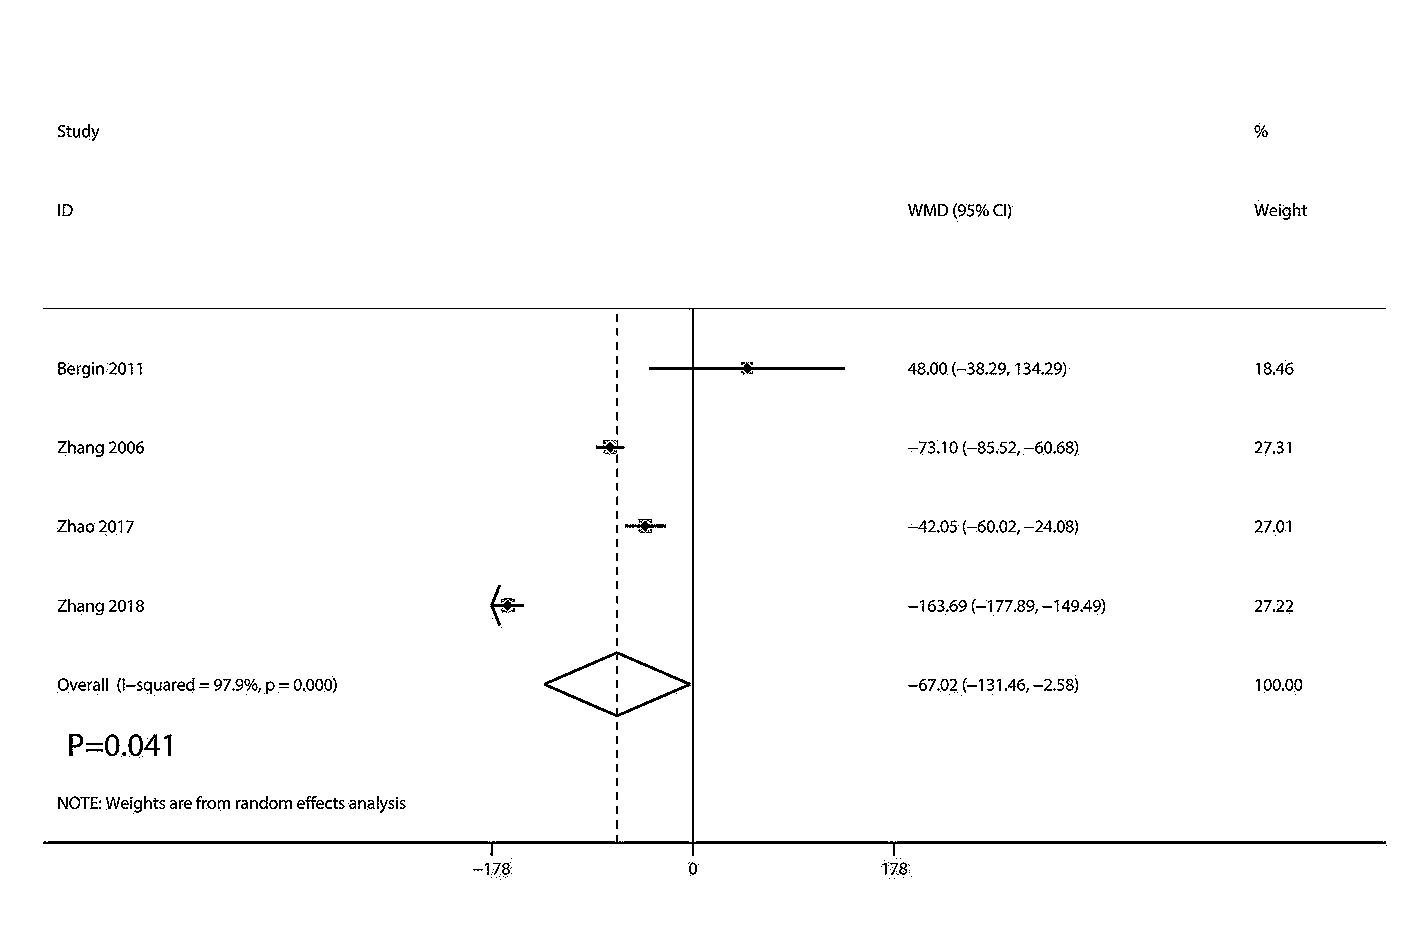 Study %
ID WMD (95% CI) Weight
Bergin 2011 48.00 (−38.29, 134.29) 18.46
Zhang 2006 −73.10 (−85.52, −60.68) 27.31
Zhao 2017 −42.05 (−60.02, −24.08) 27.01
Zhang 2018 −163.69 (−177.89, −149.49) 27.22
Overall (I−squared = 97.9%, p = 0.000) −67.02 (−131.46, −2.58) 100.00
P=0.041
NOTE: Weights are from random effects analysis
−178 0 178